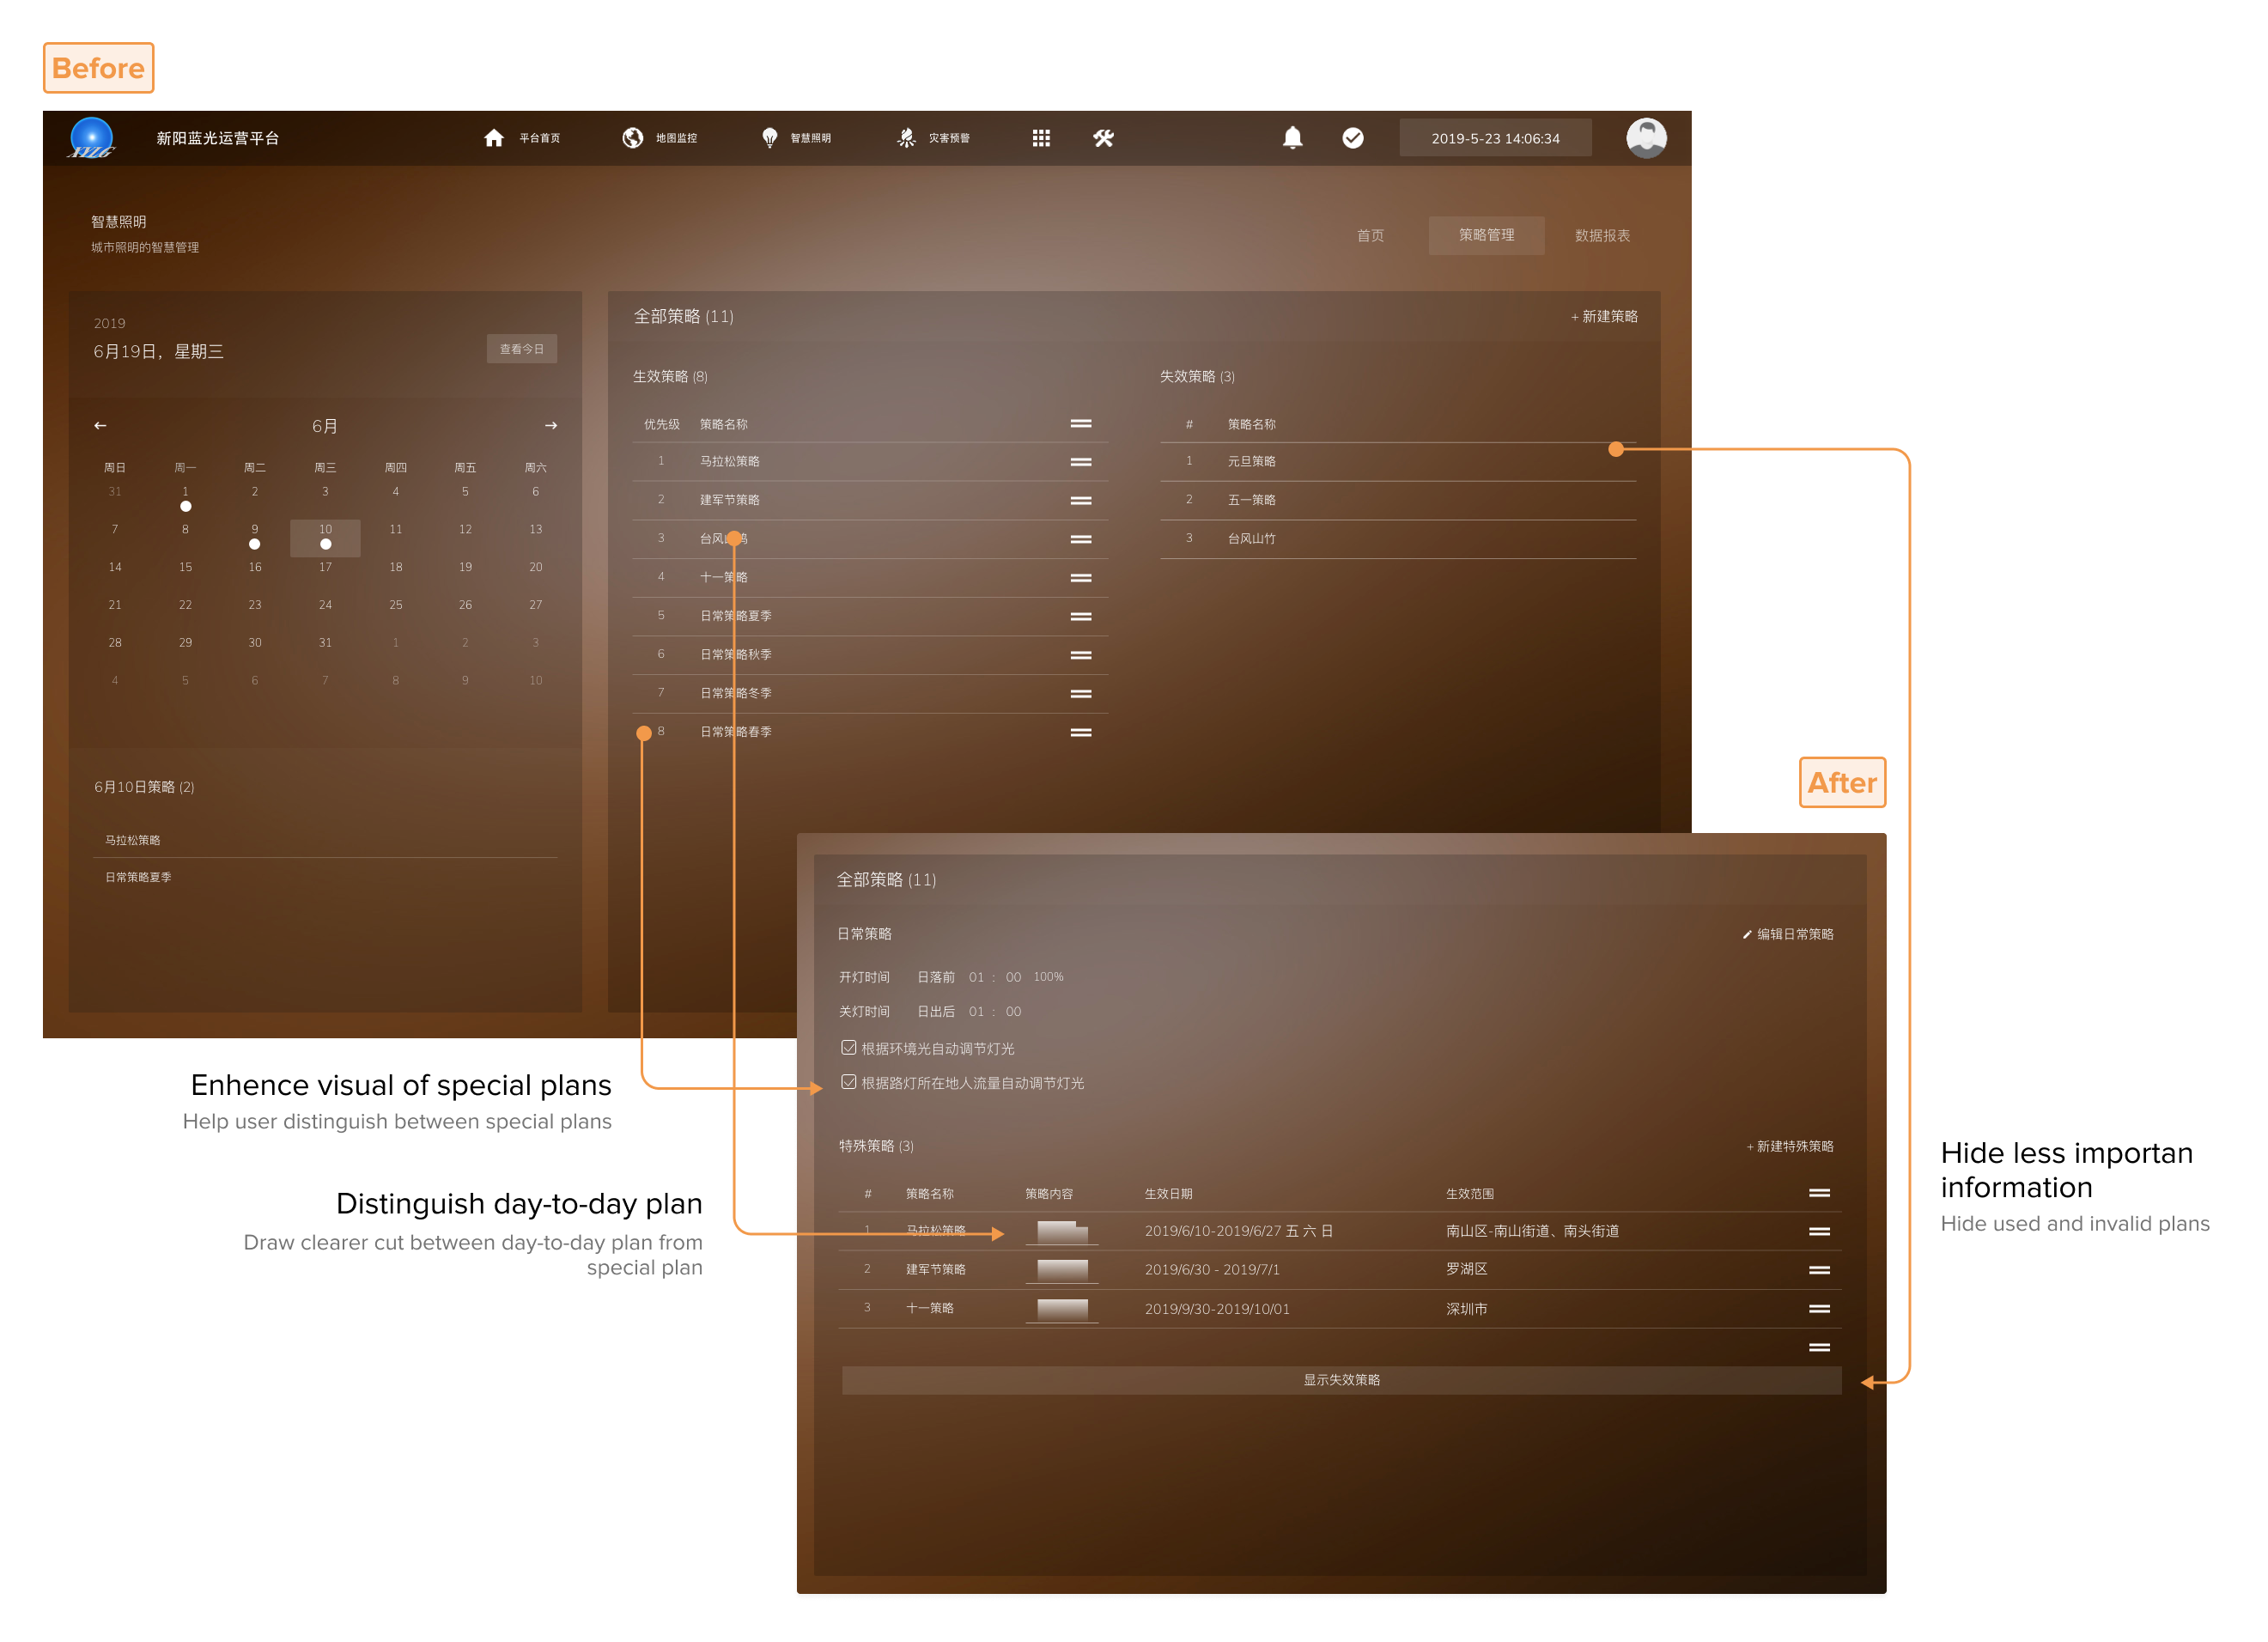 Before
XYLG
新阳蓝光运营平台
平台首页
地图监控
智慧照明
灾害预警
2019-5-23 14:06:34
智慧照明
城市照明的智慧管理
首页
策略管理
数据报表
2019
6月19日，星期三
查看今日
6月
周日 周一 周二 周三 周四 周五 周六
31 1 2 3 4 5 6
7 8 9 10 11 12 13
14 15 16 17 18 19 20
21 22 23 24 25 26 27
28 29 30 31 1 2 3
4 5 6 7 8 9 10
6月10日策略 (2)
马拉松策略
日常策略夏季
全部策略 (11)
+ 新建策略
生效策略 (8)
优先级 策略名称
1 马拉松策略
2 建军节策略
3 台风山
4 十一策略
5 日常策略夏季
6 日常策略秋季
7 日常策略冬季
8 日常策略春季
失效策略 (3)
# 策略名称
1 元旦策略
2 五一策略
3 台风山竹
After
全部策略 (11)
日常策略
编辑日常策略
开灯时间 日落前 01 : 00 100%
关灯时间 日出后 01 : 00
根据环境光自动调节灯光
根据路灯所在地人流量自动调节灯光
特殊策略 (3)
+ 新建特殊策略
# 策略名称 策略内容 生效日期 生效范围
1 马拉松策略 2019/6/10-2019/6/27 五 六 日 南山区-南山街道、南头街道
2 建军节策略 2019/6/30 - 2019/7/1 罗湖区
3 十一策略 2019/9/30-2019/10/01 深圳市
显示失效策略
Enhence visual of special plans
Help user distinguish between special plans
Distinguish day-to-day plan
Draw clearer cut between day-to-day plan from
special plan
Hide less importan
information
Hide used and invalid plans